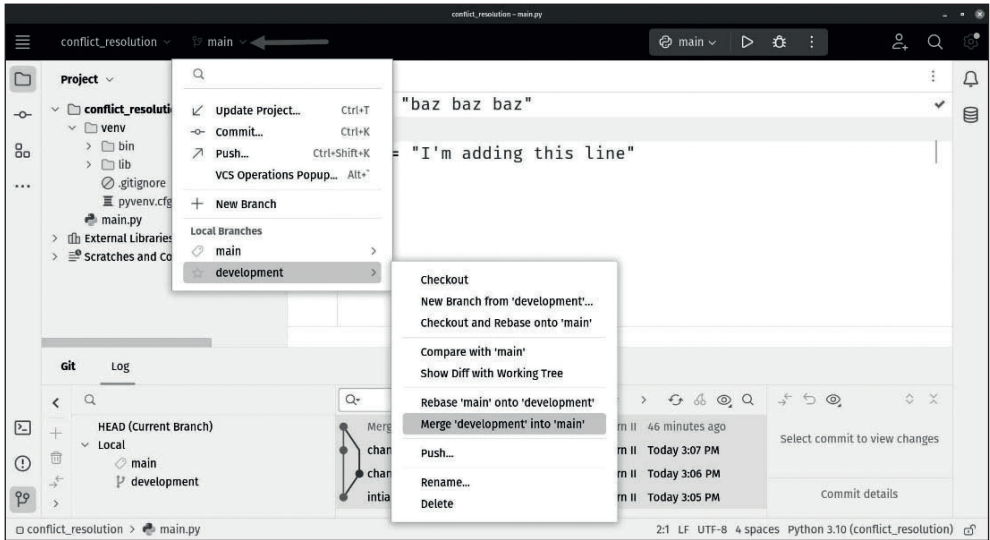 conflict_resolution – main.py
conflict_resolution
main
main
Project
conflict_resoluti
venv
bin
lib
.gitignore
pyvenv.cfg
main.py
External Libraries
Scratches and Co
Update Project... Ctrl+T
Commit... Ctrl+K
Push... Ctrl+Shift+K
VCS Operations Popup... Alt+`
New Branch
Local Branches
main
development
"baz baz baz"
= "I'm adding this line"
Checkout
New Branch from 'development'...
Checkout and Rebase onto 'main'
Compare with 'main'
Show Diff with Working Tree
Rebase 'main' onto 'development'
Merge 'development' into 'main'
Push...
Rename...
Delete
Git Log
HEAD (Current Branch)
Local
main
development
Merg
chan
chan
intia
rn II 46 minutes ago
rn II Today 3:07 PM
rn II Today 3:06 PM
rn II Today 3:05 PM
Select commit to view changes
Commit details
conflict_resolution > main.py
2:1 LF UTF-8 4 spaces Python 3.10 (conflict_resolution)